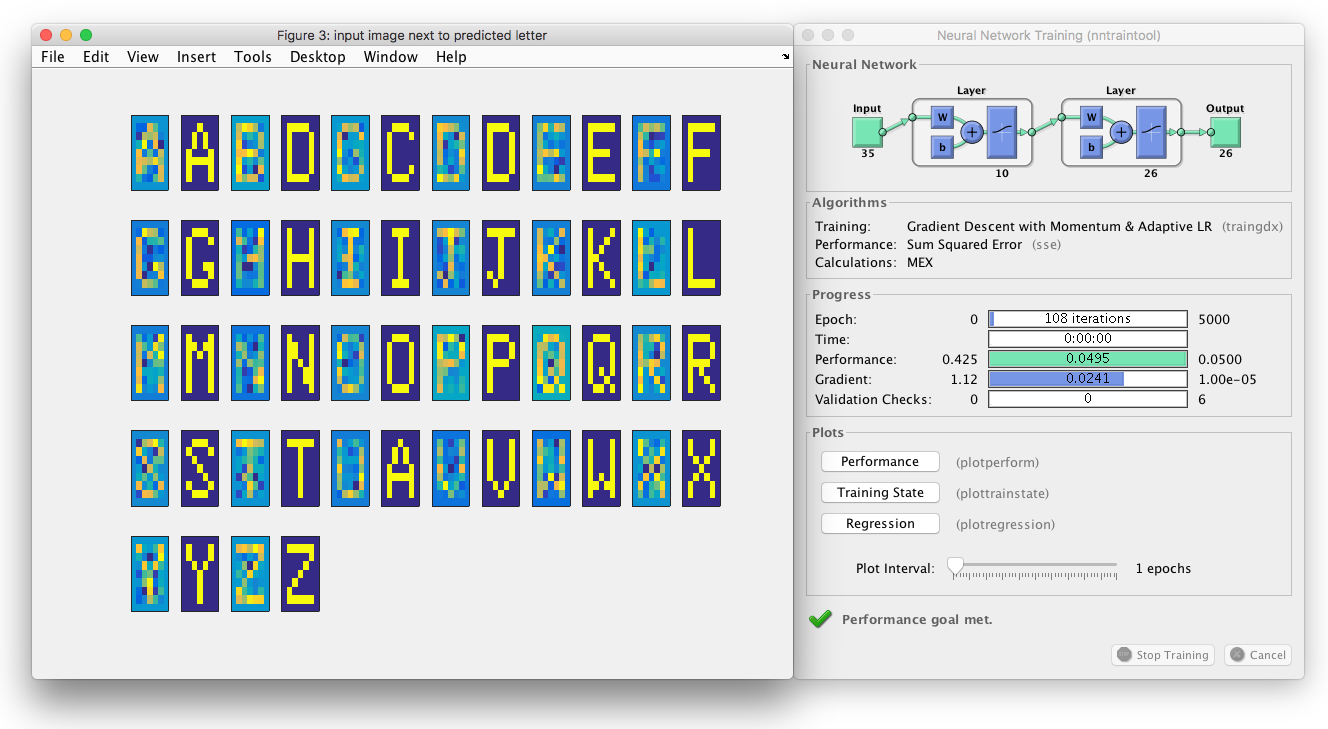 Figure 3: input image next to predicted letter
File Edit View Insert Tools Desktop Window Help
A D C D E F
G H I J K L
M N O P Q R
S T A V W X
Y Z
Neural Network Training (nntraintool)
Neural Network
Layer Layer
Input Output
W W
b b
+ +
35 10 26 26
Algorithms
Training: Gradient Descent with Momentum & Adaptive LR (traingdx)
Performance: Sum Squared Error (sse)
Calculations: MEX
Progress
Epoch: 0 108 iterations 5000
Time: 0:00:00
Performance: 0.425 0.0495 0.0500
Gradient: 1.12 0.0241 1.00e-05
Validation Checks: 0 0 6
Plots
Performance (plotperform)
Training State (plottrainstate)
Regression (plotregression)
Plot Interval: 1 epochs
Performance goal met.
Stop Training Cancel